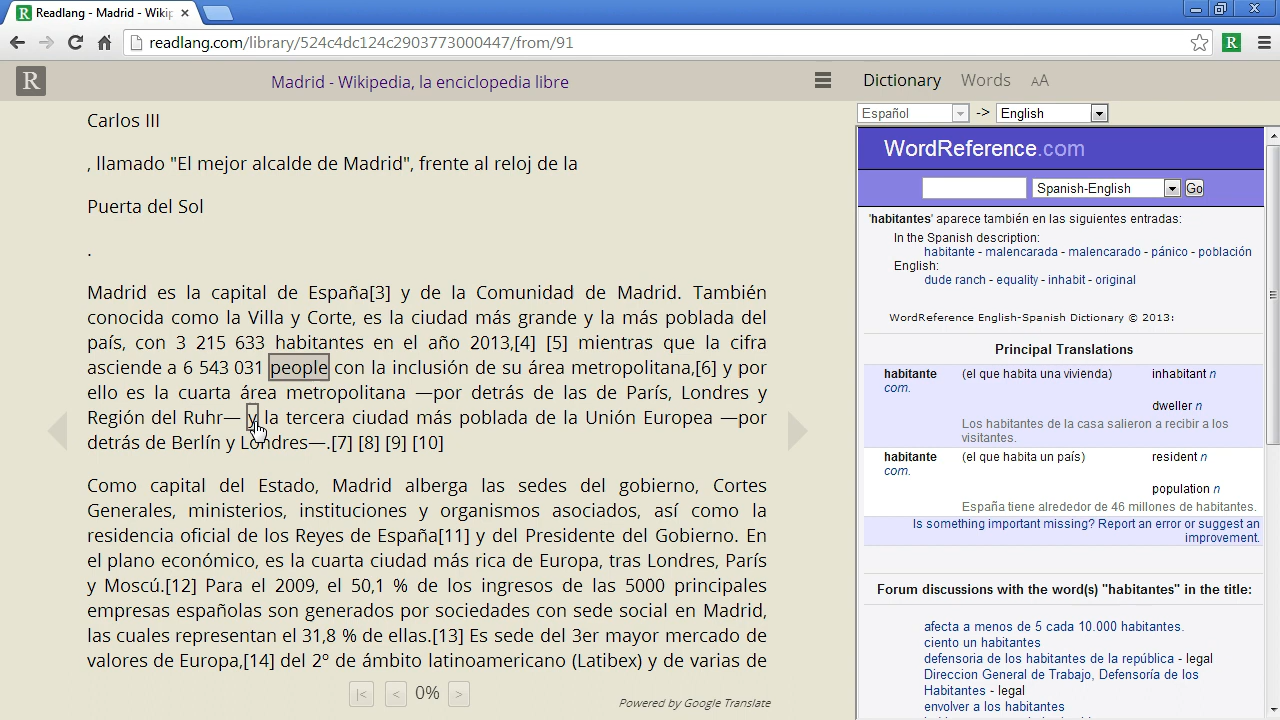 Readlang - Madrid - Wikip
readlang.com/library/524c4dc124c2903773000447/from/91
R
Madrid - Wikipedia, la enciclopedia libre
Dictionary Words AA
Español -> English
Carlos III
, llamado "El mejor alcalde de Madrid", frente al reloj de la
Puerta del Sol
.
Madrid es la capital de España[3] y de la Comunidad de Madrid. También
conocida como la Villa y Corte, es la ciudad más grande y la más poblada del
país, con 3 215 633 habitantes en el año 2013,[4] [5] mientras que la cifra
asciende a 6 543 031 people con la inclusión de su área metropolitana,[6] y por
ello es la cuarta área metropolitana —por detrás de las de París, Londres y
Región del Ruhr— y la tercera ciudad más poblada de la Unión Europea —por
detrás de Berlín y Londres—.[7] [8] [9] [10]
Como capital del Estado, Madrid alberga las sedes del gobierno, Cortes
Generales, ministerios, instituciones y organismos asociados, así como la
residencia oficial de los Reyes de España[11] y del Presidente del Gobierno. En
el plano económico, es la cuarta ciudad más rica de Europa, tras Londres, París
y Moscú.[12] Para el 2009, el 50,1 % de los ingresos de las 5000 principales
empresas españolas son generados por sociedades con sede social en Madrid,
las cuales representan el 31,8 % de ellas.[13] Es sede del 3er mayor mercado de
valores de Europa,[14] del 2º de ámbito latinoamericano (Latibex) y de varias de
|< < 0% >
Powered by Google Translate
WordReference.com
Spanish-English Go
'habitantes' aparece también en las siguientes entradas:
In the Spanish description:
habitante - malencarada - malencarado - pánico - población
English:
dude ranch - equality - inhabit - original
WordReference English-Spanish Dictionary © 2013:
Principal Translations
habitante (el que habita una vivienda) inhabitant n
com.
dweller n
Los habitantes de la casa salieron a recibir a los
visitantes.
habitante (el que habita un país) resident n
com.
population n
España tiene alrededor de 46 millones de habitantes.
Is something important missing? Report an error or suggest an
improvement.
Forum discussions with the word(s) "habitantes" in the title:
afecta a menos de 5 cada 10.000 habitantes.
ciento un habitantes
defensoria de los habitantes de la república - legal
Direccion General de Trabajo, Defensoría de los
Habitantes - legal
envolver a los habitantes